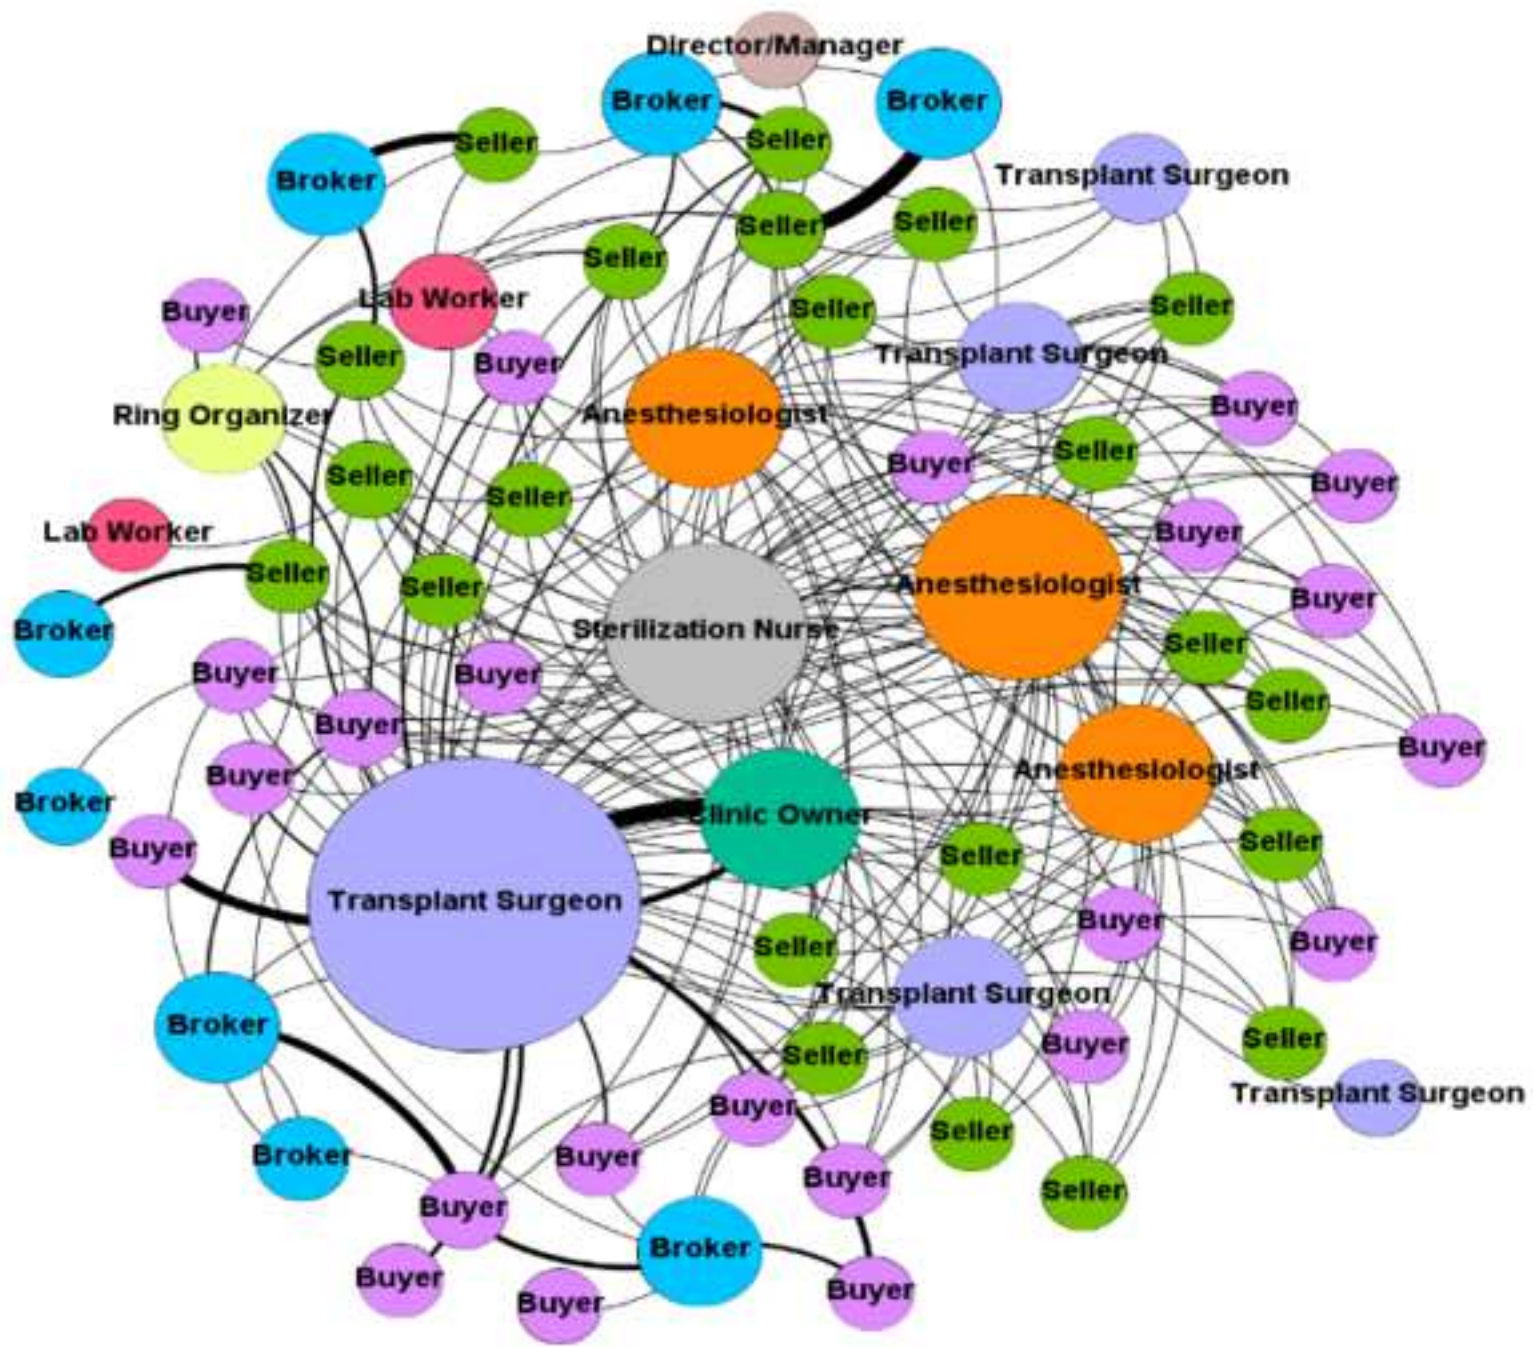 Director/Manager
Broker
Broker
Seller
Seller
Broker
Transplant Surgeon
Seller
Seller
Seller
Lab Worker
Buyer
Seller
Seller
Seller
Buyer
Transplant Surgeon
Buyer
Ring Organizer
Anesthesiologist
Seller
Buyer
Seller
Buyer
Seller
Lab Worker
Buyer
Seller
Seller
Anesthesiologist
Buyer
Broker
Sterilization Nurse
Seller
Buyer
Buyer
Seller
Buyer
Buyer
Buyer
Anesthesiologist
Broker
Clinic Owner
Seller
Buyer
Seller
Transplant Surgeon
Buyer
Seller
Buyer
Transplant Surgeon
Broker
Seller
Buyer
Seller
Transplant Surgeon
Buyer
Seller
Broker
Buyer
Buyer
Seller
Buyer
Broker
Buyer
Buyer
Buyer